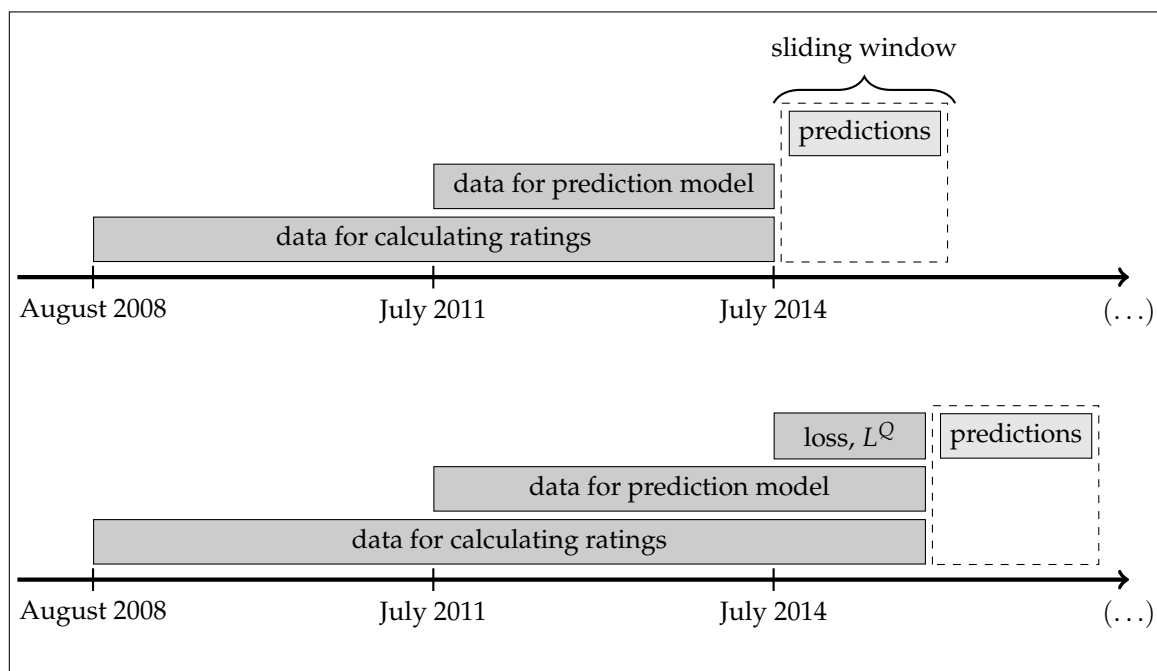 sliding window
predictions
data for prediction model
data for calculating ratings
August 2008 July 2011 July 2014 (...)
loss, L^Q predictions
data for prediction model
data for calculating ratings
August 2008 July 2011 July 2014 (...)